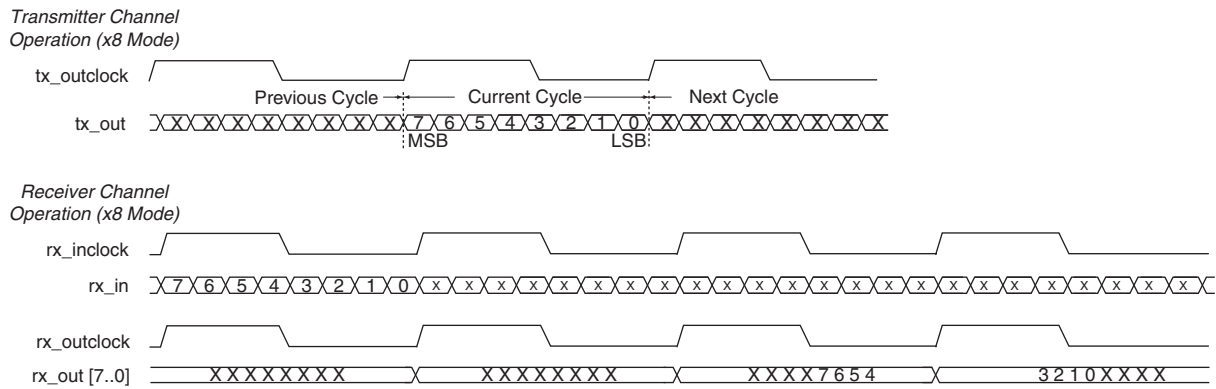 Transmitter Channel
Operation (x8 Mode)
tx_outclock
Previous Cycle Current Cycle Next Cycle
tx_out X X X X X X X X 7 6 5 4 3 2 1 0 X X X X X X X X
MSB LSB
Receiver Channel
Operation (x8 Mode)
rx_inclock
rx_in 7 6 5 4 3 2 1 0 x x x x x x x x x x x x x x x x x x x x x x x x
rx_outclock
rx_out [7..0] X X X X X X X X X X X X X X X X X X X X 7 6 5 4 3 2 1 0 X X X X